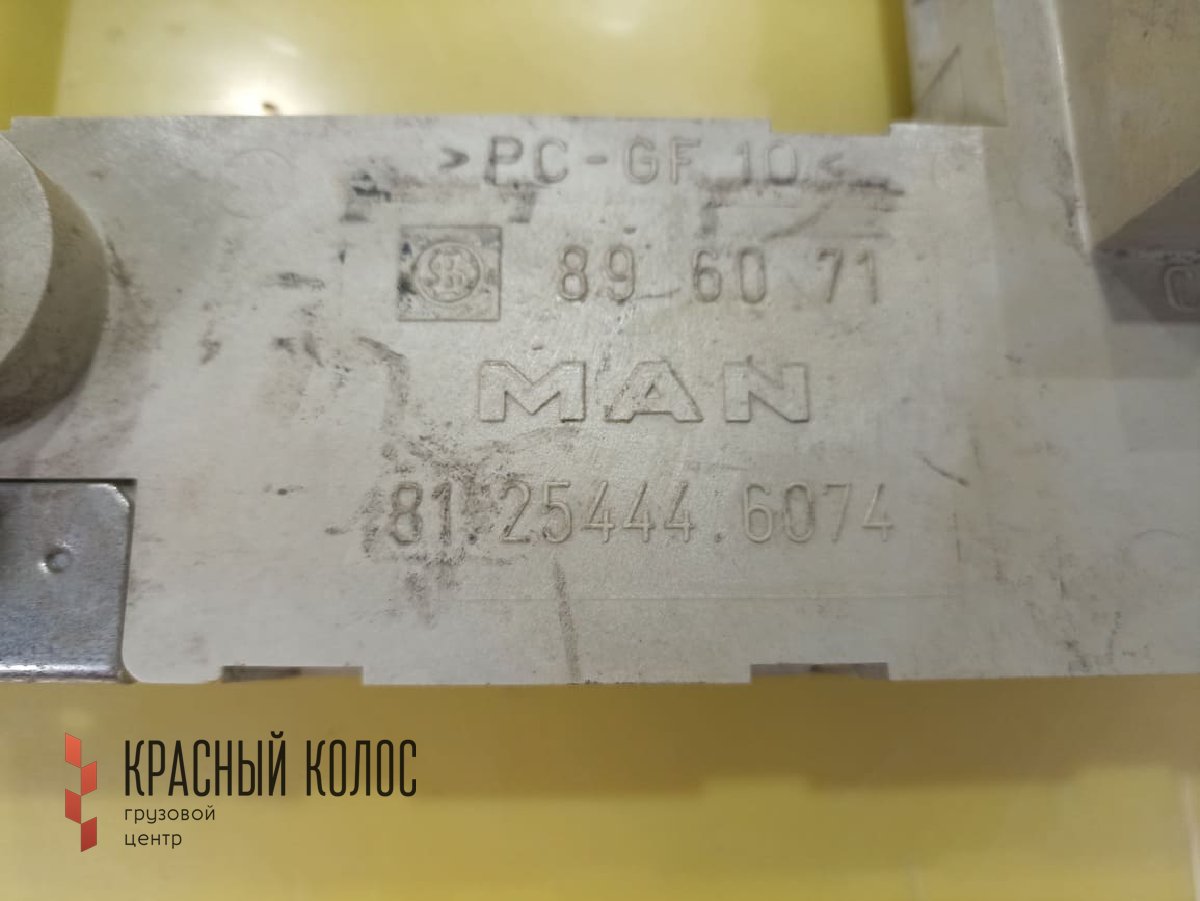 >PC-GF 10<
89 60 71
MAN
81.25444.6074
КРАСНЫЙ КОЛОС
грузовой
центр